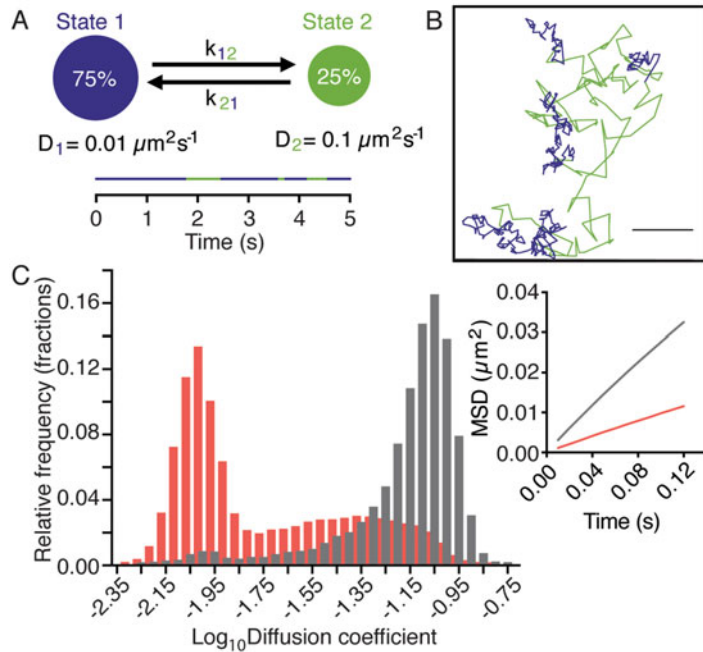 A
State 1
State 2
75%
k12
k21
25%
D1 = 0.01 µm²s⁻¹
D2 = 0.1 µm²s⁻¹
0 1 2 3 4 5
Time (s)
B
C
Relative frequency (fractions)
0.16
0.12
0.08
0.04
0.00
-2.35 -2.15 -1.95 -1.75 -1.55 -1.35 -1.15 -0.95 -0.75
Log10Diffusion coefficient
MSD (µm²)
0.04
0.03
0.02
0.01
0.00
0.00 0.04 0.08 0.12
Time (s)